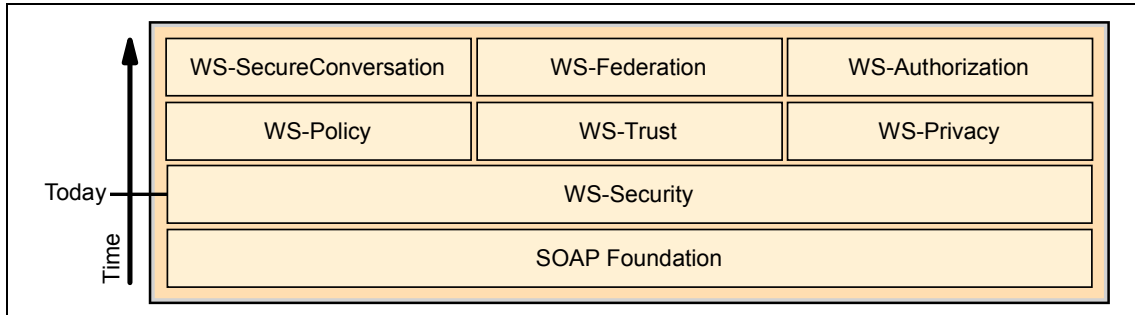 WS-SecureConversation
WS-Federation
WS-Authorization
WS-Policy
WS-Trust
WS-Privacy
Today
WS-Security
Time
SOAP Foundation